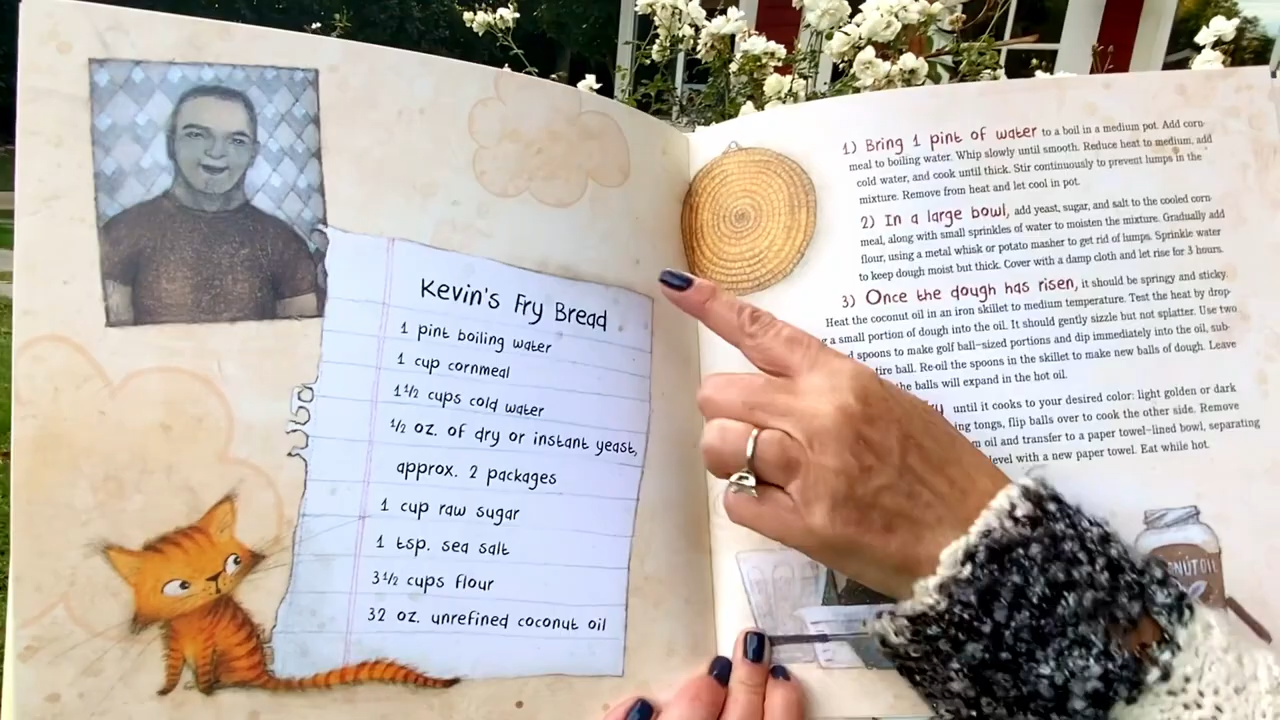 Kevin's Fry Bread
1 pint boiling water
1 cup cornmeal
1 1/2 cups cold water
1/2 oz. of dry or instant yeast,
approx. 2 packages
1 cup raw sugar
1 tsp. sea salt
3 1/2 cups flour
32 oz. unrefined coconut oil
1) Bring 1 pint of water to a boil in a medium pot. Add corn-
meal to boiling water. Whip slowly until smooth. Reduce heat to medium, add
cold water, and cook until thick. Stir continuously to prevent lumps in the
mixture. Remove from heat and let cool in pot.
2) In a large bowl, add yeast, sugar, and salt to the cooled corn-
meal, along with small sprinkles of water to moisten the mixture. Gradually add
flour, using a metal whisk or potato masher to get rid of lumps. Sprinkle water
to keep dough moist but thick. Cover with a damp cloth and let rise for 3 hours.
3) Once the dough has risen, it should be springy and sticky.
Heat the coconut oil in an iron skillet to medium temperature. Test the heat by drop-
a small portion of dough into the oil. It should gently sizzle but not splatter. Use two
spoons to make golf ball-sized portions and dip immediately into the oil, sub-
ball. Re-oil the spoons in the skillet to make new balls of dough. Leave
the balls will expand in the hot oil.
until it cooks to your desired color: light golden or dark
tongs, flip balls over to cook the other side. Remove
oil and transfer to a paper towel-lined bowl, separating
level with a new paper towel. Eat while hot.
OIL